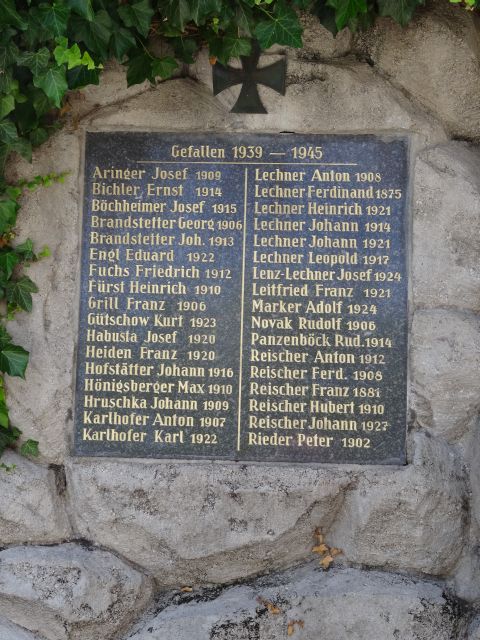 Gefallen 1939 — 1945
Aringer Josef 1909
Bichler Ernst 1914
Böchheimer Josef 1915
Brandstetter Georg 1906
Brandstetter Joh. 1913
Engl Eduard 1922
Fuchs Friedrich 1912
Fürst Heinrich 1910
Grill Franz 1906
Gütschow Kurt 1923
Habusta Josef 1920
Heiden Franz 1920
Hofstätter Johann 1916
Hönigsberger Max 1910
Hruschka Johann 1909
Karlhofer Anton 1907
Karlhofer Karl 1922
Lechner Anton 1908
Lechner Ferdinand 1875
Lechner Heinrich 1921
Lechner Johann 1914
Lechner Johann 1921
Lechner Leopold 1917
Lenz-Lechner Josef 1924
Leitfried Franz 1921
Marker Adolf 1924
Novak Rudolf 1906
Panzenböck Rud. 1914
Reischer Anton 1912
Reischer Ferd. 1908
Reischer Franz 1881
Reischer Hubert 1910
Reischer Johann 1927
Rieder Peter 1902